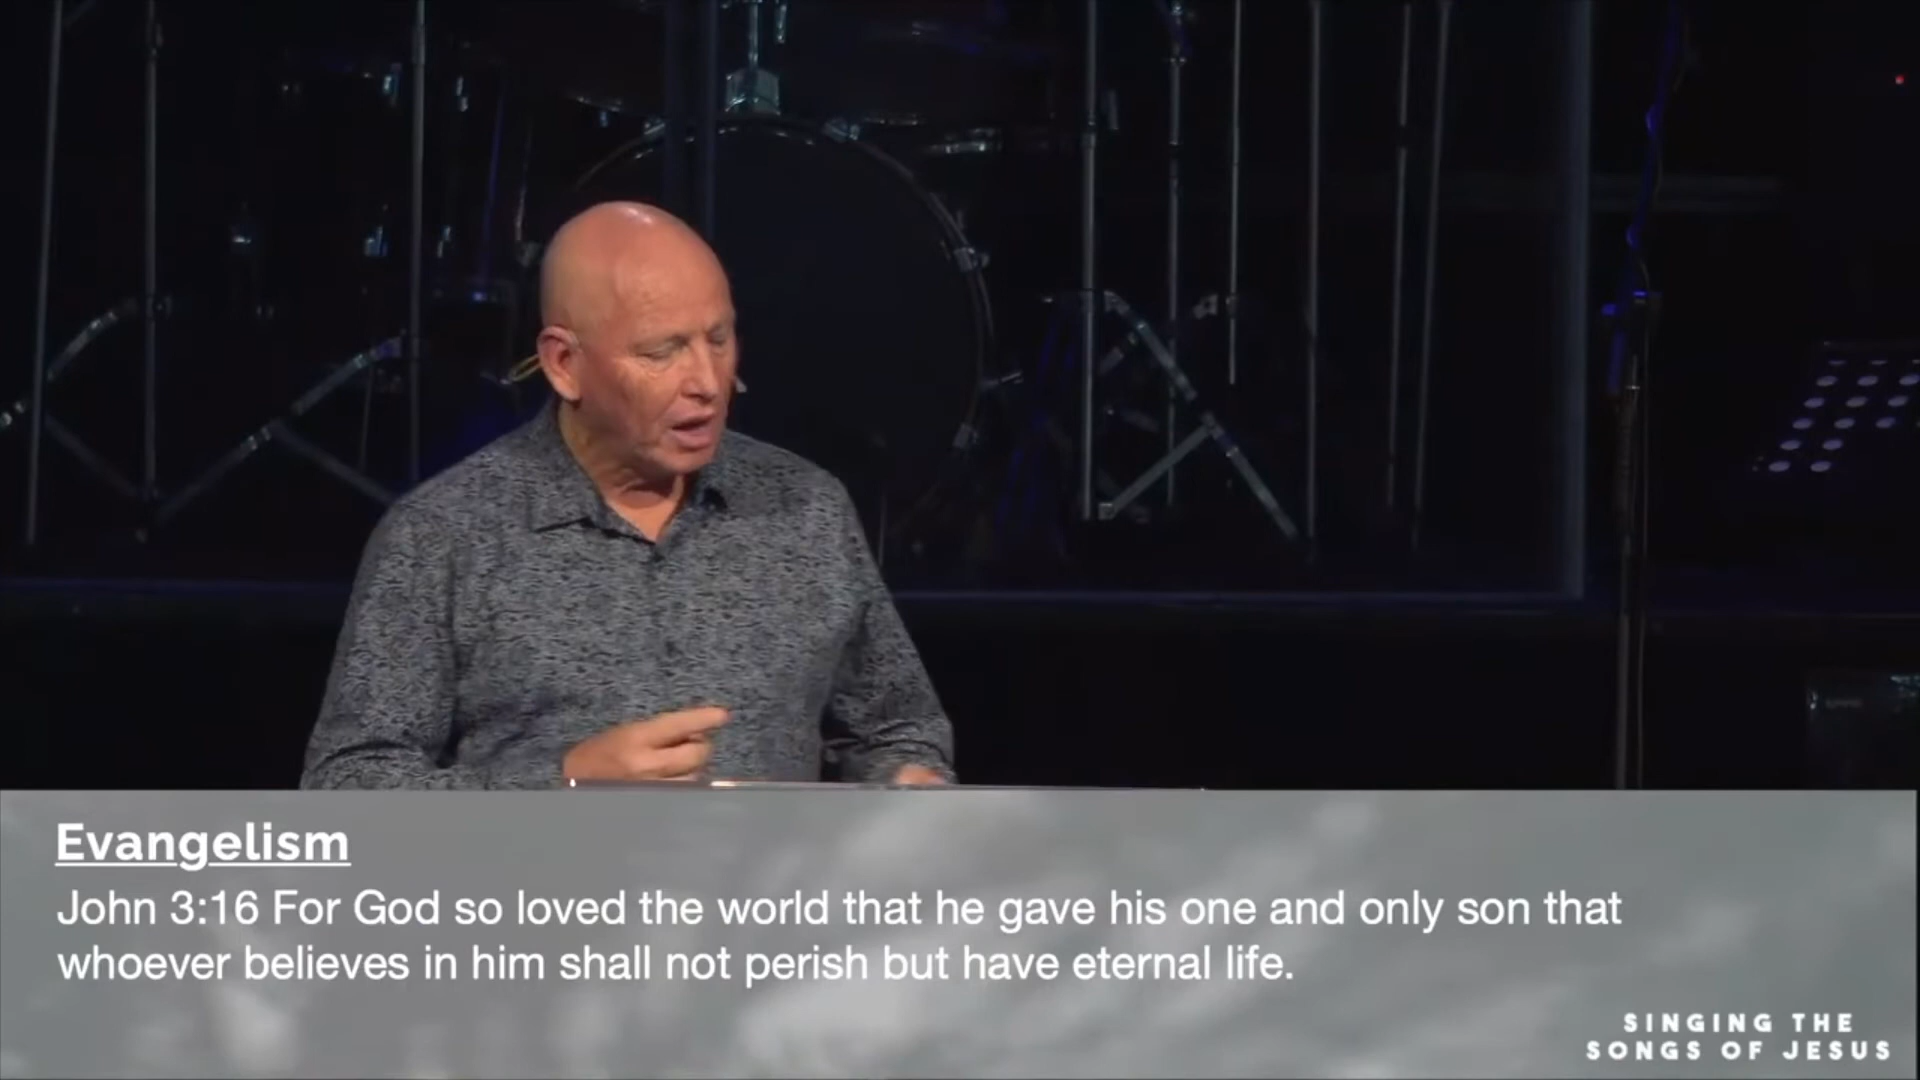 Evangelism
John 3:16 For God so loved the world that he gave his one and only son that
whoever believes in him shall not perish but have eternal life.
SINGING THE
SONGS OF JESUS